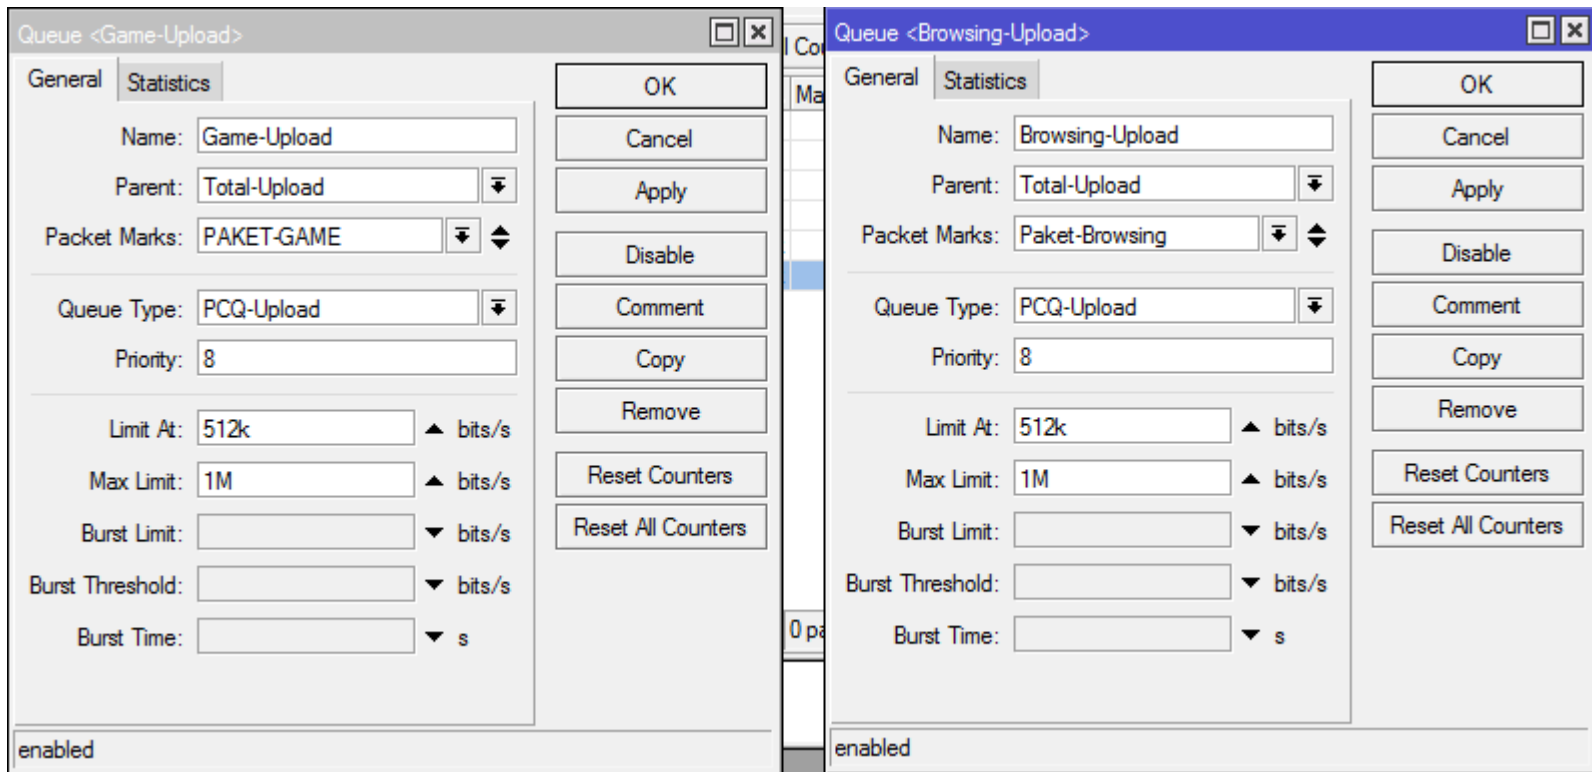 Queue <Game-Upload>
General Statistics
Name: Game-Upload
Parent: Total-Upload
Packet Marks: PAKET-GAME
Queue Type: PCQ-Upload
Priority: 8
Limit At: 512k bits/s
Max Limit: 1M bits/s
Burst Limit: bits/s
Burst Threshold: bits/s
Burst Time: s
OK
Cancel
Apply
Disable
Comment
Copy
Remove
Reset Counters
Reset All Counters
enabled
Queue <Browsing-Upload>
General Statistics
Name: Browsing-Upload
Parent: Total-Upload
Packet Marks: Paket-Browsing
Queue Type: PCQ-Upload
Priority: 8
Limit At: 512k bits/s
Max Limit: 1M bits/s
Burst Limit: bits/s
Burst Threshold: bits/s
Burst Time: s
OK
Cancel
Apply
Disable
Comment
Copy
Remove
Reset Counters
Reset All Counters
enabled